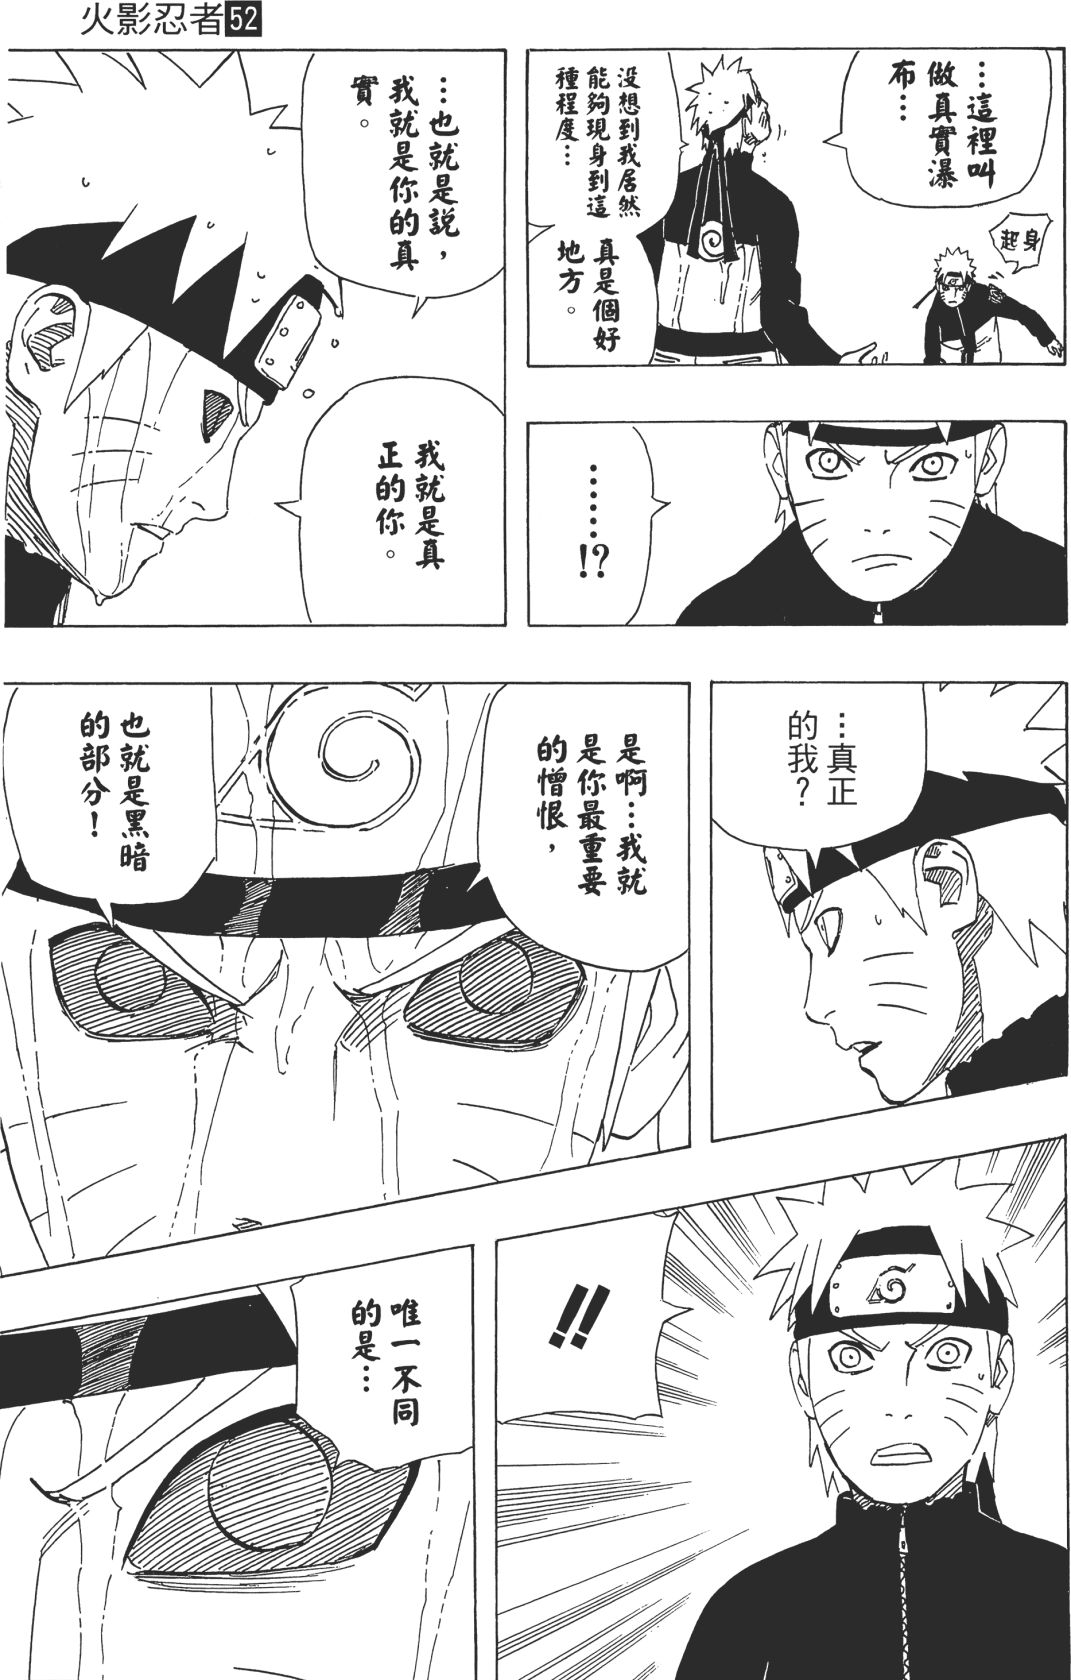 火影忍者52
…這裡叫
做真實瀑
布…
起身
沒想到我居然
能夠現身到這
種程度…
真是個好
地方。
……!?
…也就是説，
我就是你的真
實。
我就是真
正的你。
…真正
的我？
是啊…我就
是你最重要
的憎恨，
也就是黑暗
的部分！
!!
唯一不同
的是…